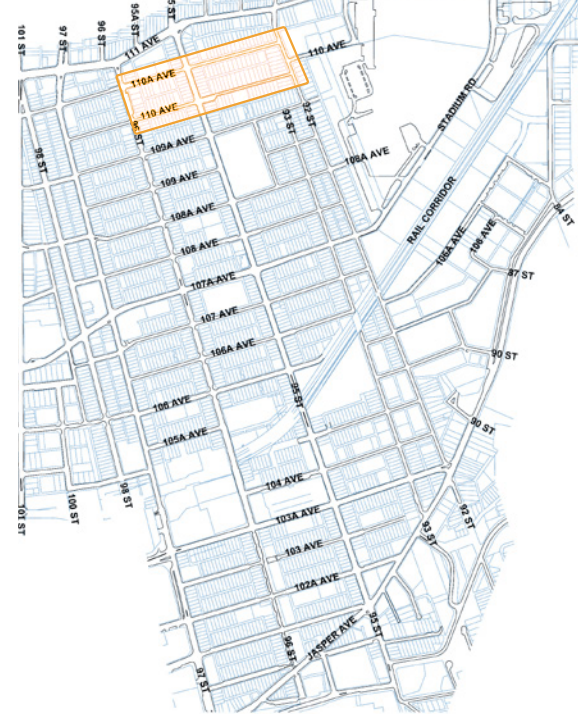 95A ST
5 ST
96 ST
97 ST
101 ST
111 AVE
110 AVE
110A AVE
110 AVE
STADIUM RD
92 ST
93 ST
96 ST
109A AVE
98 ST
108A AVE
109 AVE
108A AVE
84 ST
RAIL CORRIDOR
106A AVE
106 AVE
108 AVE
87 ST
107A AVE
107 AVE
106A AVE
90 ST
95 ST
106 AVE
90 ST
105A AVE
104 AVE
98 ST
100 ST
101 ST
92 ST
103A AVE
93 ST
103 AVE
102A AVE
95 ST
JASPER AVE
96 ST
97 ST